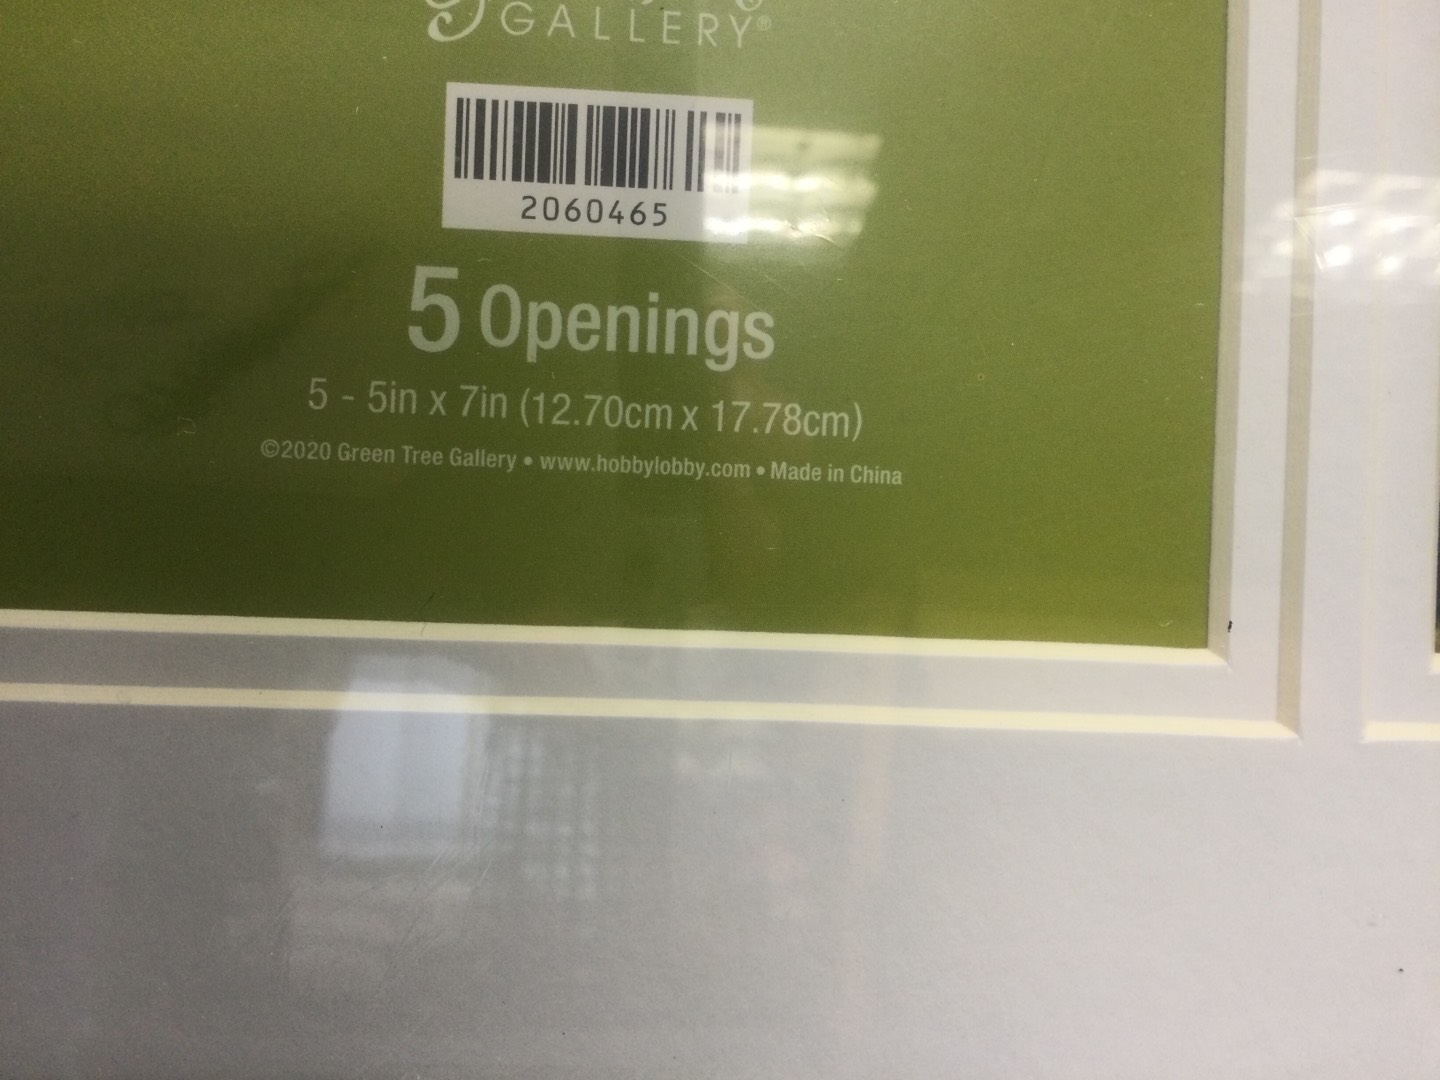 GALLERY®
2060465
5 Openings
5 - 5in x 7in (12.70cm x 17.78cm)
©2020 Green Tree Gallery • www.hobbylobby.com • Made in China